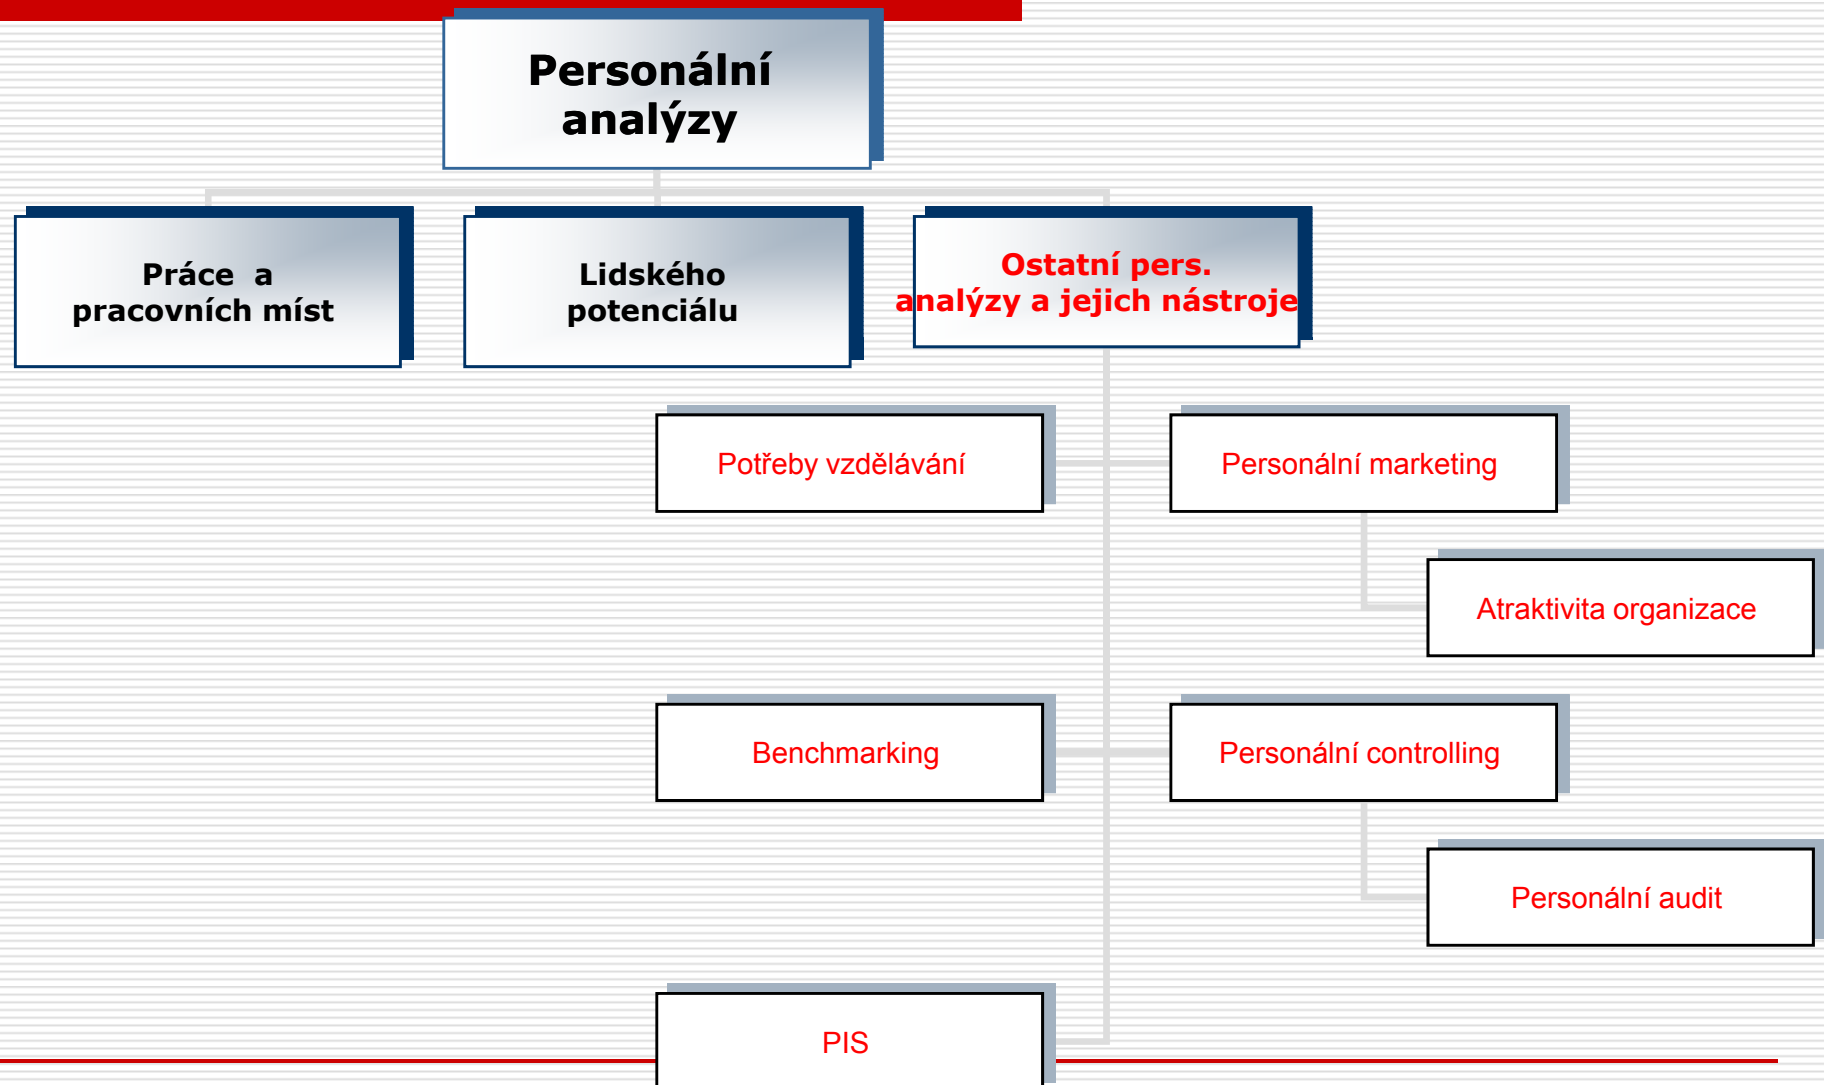 Personální
analýzy
Práce a
pracovních míst
Lidského
potenciálu
Ostatní pers.
analýzy a jejich nástroje
Potřeby vzdělávání
Personální marketing
Atraktivita organizace
Benchmarking
Personální controlling
Personální audit
PIS